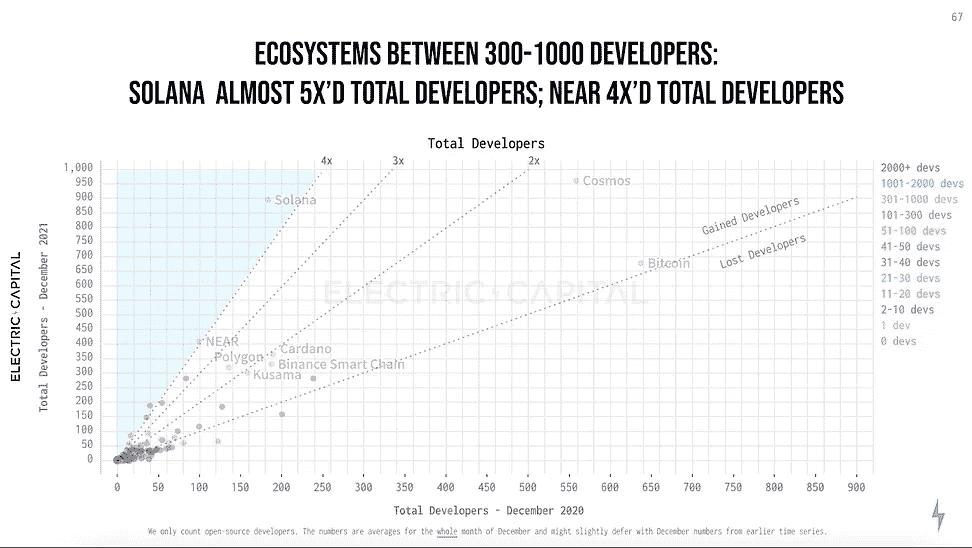 67
ECOSYSTEMS BETWEEN 300-1000 DEVELOPERS:
SOLANA ALMOST 5X'D TOTAL DEVELOPERS; NEAR 4X'D TOTAL DEVELOPERS
Total Developers
4x
3x
2x
1,000
950
900
850
800
750
700
650
600
550
500
450
400
350
300
250
200
150
100
50
0
Total Developers - December 2021
ELECTRIC CAPITAL
Solana
Cosmos
Gained Developers
Lost Developers
Bitcoin
ELECTRIC CAPITAL
NEAR
Polygon
Cardano
Binance Smart Chain
Kusama
2000+ devs
1001-2000 devs
301-1000 devs
101-300 devs
51-100 devs
41-50 devs
31-40 devs
21-30 devs
11-20 devs
2-10 devs
1 dev
0 devs
0 50 100 150 200 250 300 350 400 450 500 550 600 650 700 750 800 850 900
Total Developers - December 2020
We only count open-source developers. The numbers are averages for the whole month of December and might slightly defer with December numbers from earlier time series.